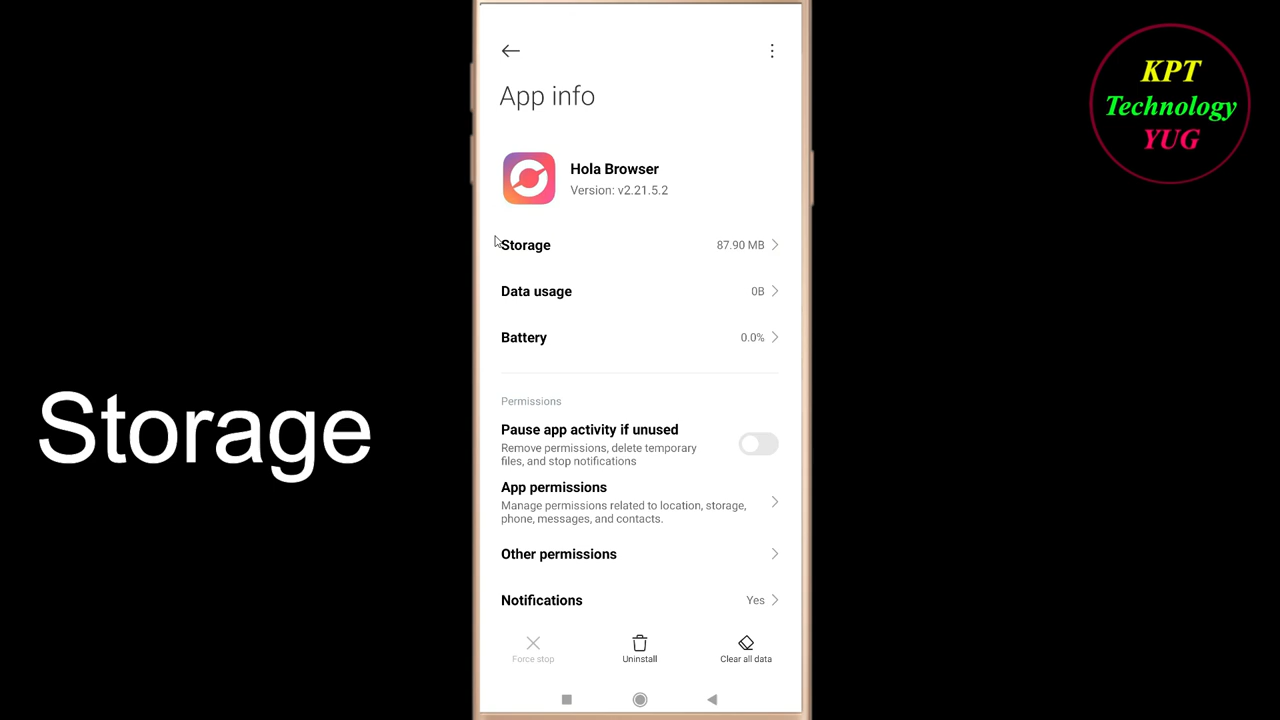 KPT
Technology
YUG
App info
Hola Browser
Version: v2.21.5.2
Storage 87.90 MB
Data usage 0B
Battery 0.0%
Permissions
Pause app activity if unused
Remove permissions, delete temporary
files, and stop notifications
App permissions
Manage permissions related to location, storage,
phone, messages, and contacts.
Other permissions
Notifications Yes
Force stop Uninstall Clear all data
Storage